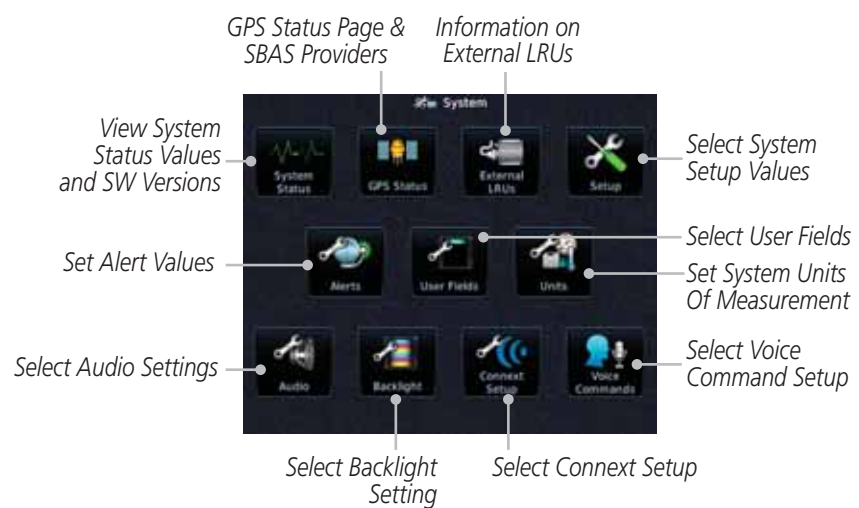 GPS Status Page &
SBAS Providers
Information on
External LRUs
System
View System
Status Values
and SW Versions
System
Status
GPS Status
External
LRUs
Setup
Select System
Setup Values
Set Alert Values
Alerts
User Fields
Units
Select User Fields
Set System Units
Of Measurement
Select Audio Settings
Audio
Backlight
Connext
Setup
Voice
Commands
Select Voice
Command Setup
Select Backlight
Setting
Select Connext Setup